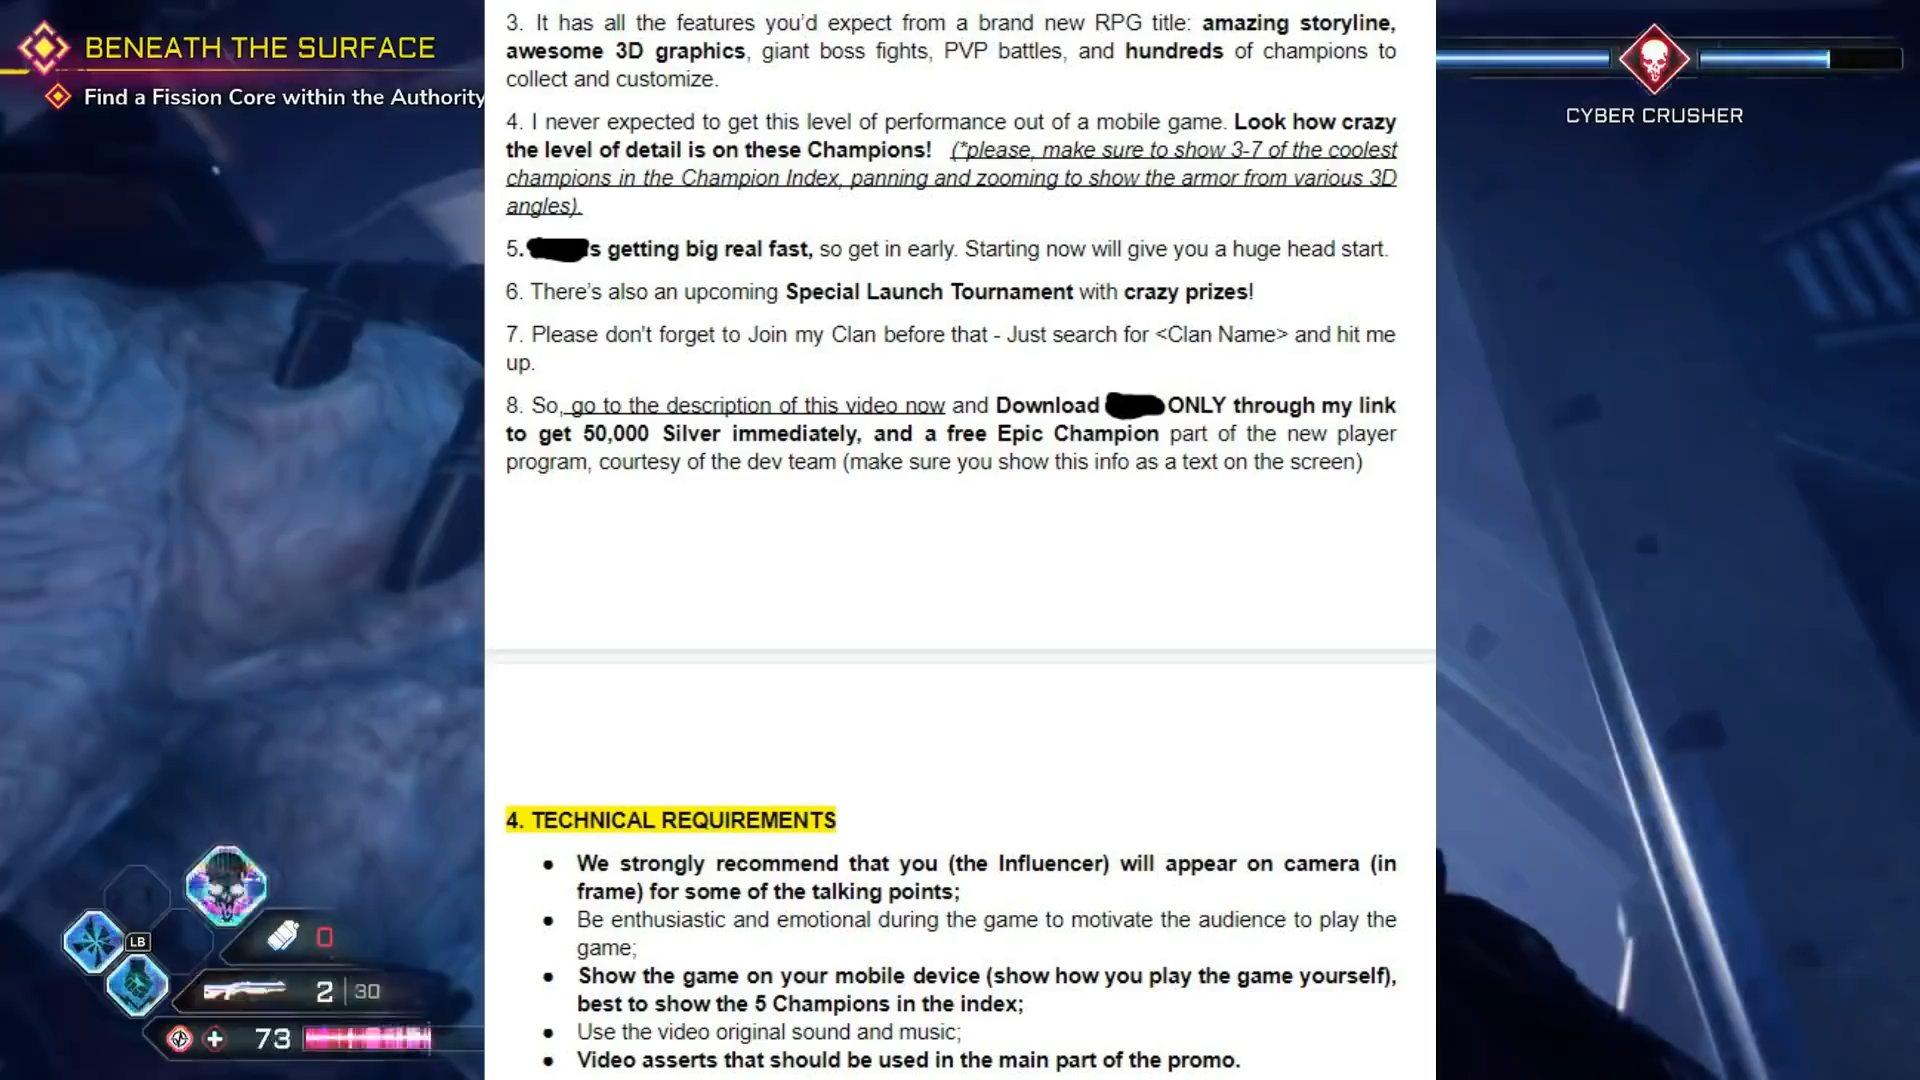 BENEATH THE SURFACE
Find a Fission Core within the Authority
CYBER CRUSHER
3. It has all the features you’d expect from a brand new RPG title: amazing storyline,
awesome 3D graphics, giant boss fights, PVP battles, and hundreds of champions to
collect and customize.
4. I never expected to get this level of performance out of a mobile game. Look how crazy
the level of detail is on these Champions! (*please, make sure to show 3-7 of the coolest
champions in the Champion Index, panning and zooming to show the armor from various 3D
angles).
5. 's getting big real fast, so get in early. Starting now will give you a huge head start.
6. There’s also an upcoming Special Launch Tournament with crazy prizes!
7. Please don't forget to Join my Clan before that - Just search for <Clan Name> and hit me
up.
8. So, go to the description of this video now and Download ONLY through my link
to get 50,000 Silver immediately, and a free Epic Champion part of the new player
program, courtesy of the dev team (make sure you show this info as a text on the screen)
4. TECHNICAL REQUIREMENTS
● We strongly recommend that you (the Influencer) will appear on camera (in
frame) for some of the talking points;
● Be enthusiastic and emotional during the game to motivate the audience to play the
game;
● Show the game on your mobile device (show how you play the game yourself),
best to show the 5 Champions in the index;
● Use the video original sound and music;
● Video asserts that should be used in the main part of the promo.
LB
0
2 | 30
73